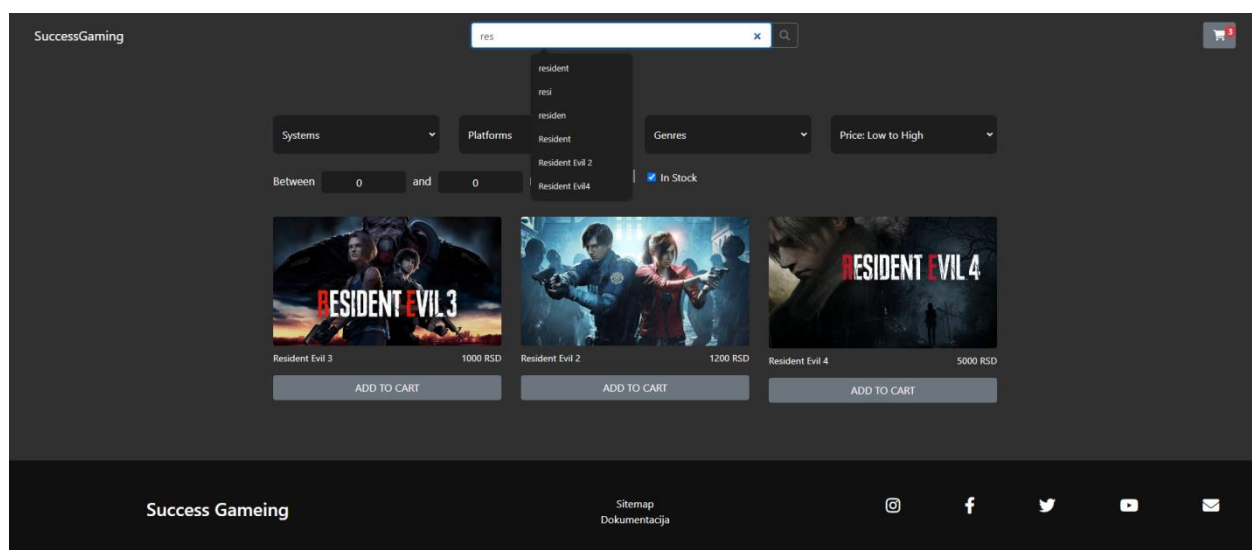 SuccessGaming
res
3
resident
resi
residen
Resident
Resident Evil 2
Resident Evil4
Systems
Platforms
Genres
Price: Low to High
Between 0 and 0
In Stock
RESIDENT EVIL 3
RESIDENT EVIL 4
Resident Evil 3 1000 RSD
Resident Evil 2 1200 RSD
Resident Evil 4 5000 RSD
ADD TO CART
ADD TO CART
ADD TO CART
Success Gameing
Sitemap
Dokumentacija